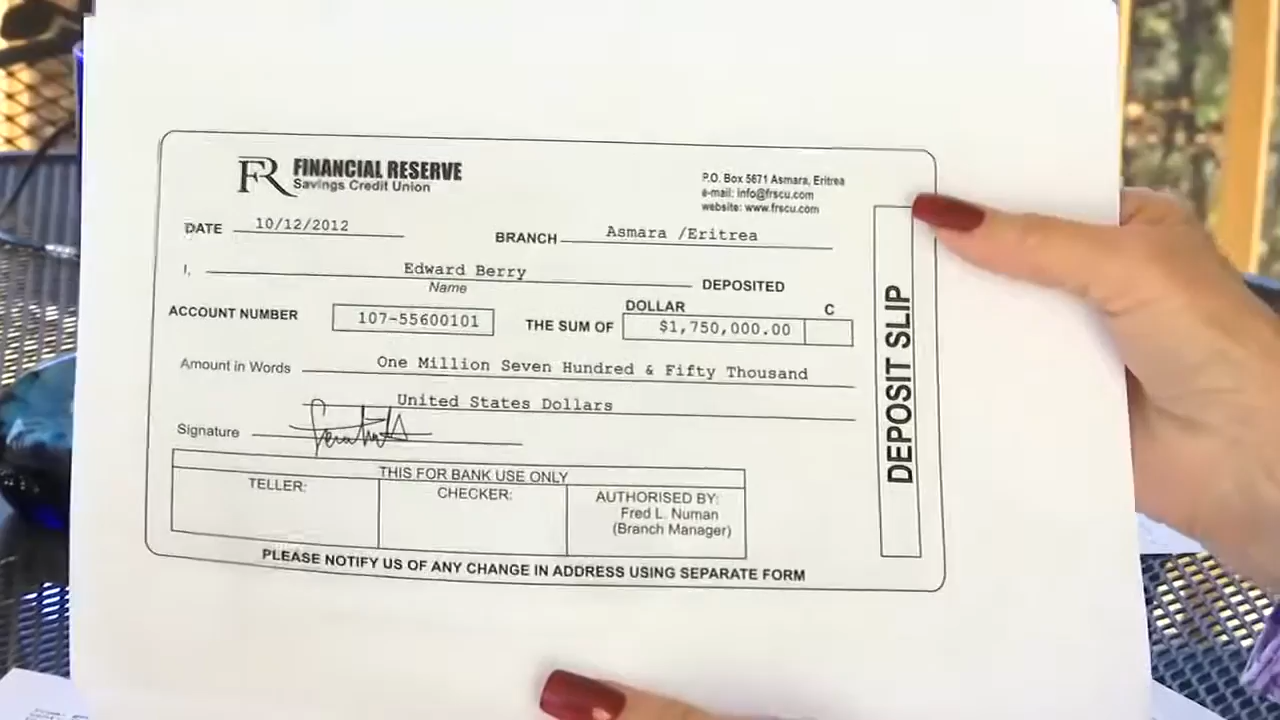 FR FINANCIAL RESERVE
Savings Credit Union
P.O. Box 5671 Asmara, Eritrea
e-mail: info@frscu.com
website: www.frscu.com
DATE 10/12/2012 BRANCH Asmara /Eritrea
I, Edward Berry DEPOSITED
Name
DOLLAR C
ACCOUNT NUMBER 107-55600101 THE SUM OF $1,750,000.00
Amount in Words One Million Seven Hundred & Fifty Thousand
United States Dollars
Signature
THIS FOR BANK USE ONLY
TELLER: CHECKER: AUTHORISED BY:
Fred L. Numan
(Branch Manager)
PLEASE NOTIFY US OF ANY CHANGE IN ADDRESS USING SEPARATE FORM
DEPOSIT SLIP